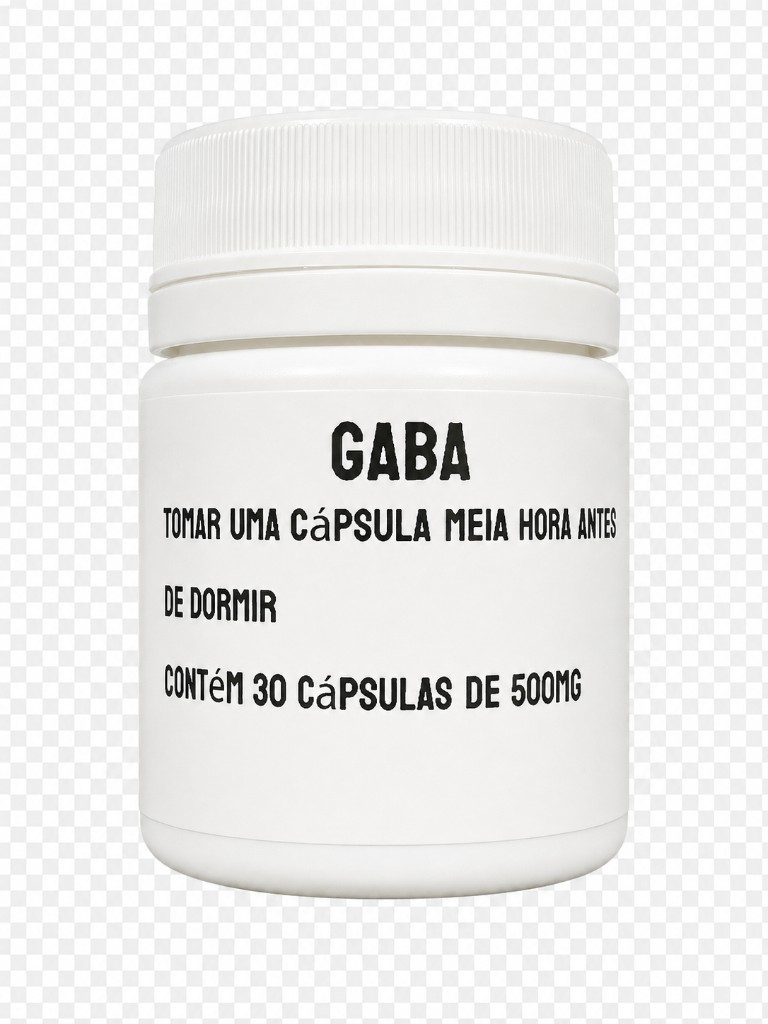 GABA
TOMAR UMA CáPSULA MEIA HORA ANTES
DE DORMIR
CONTéM 30 CáPSULAS DE 500MG